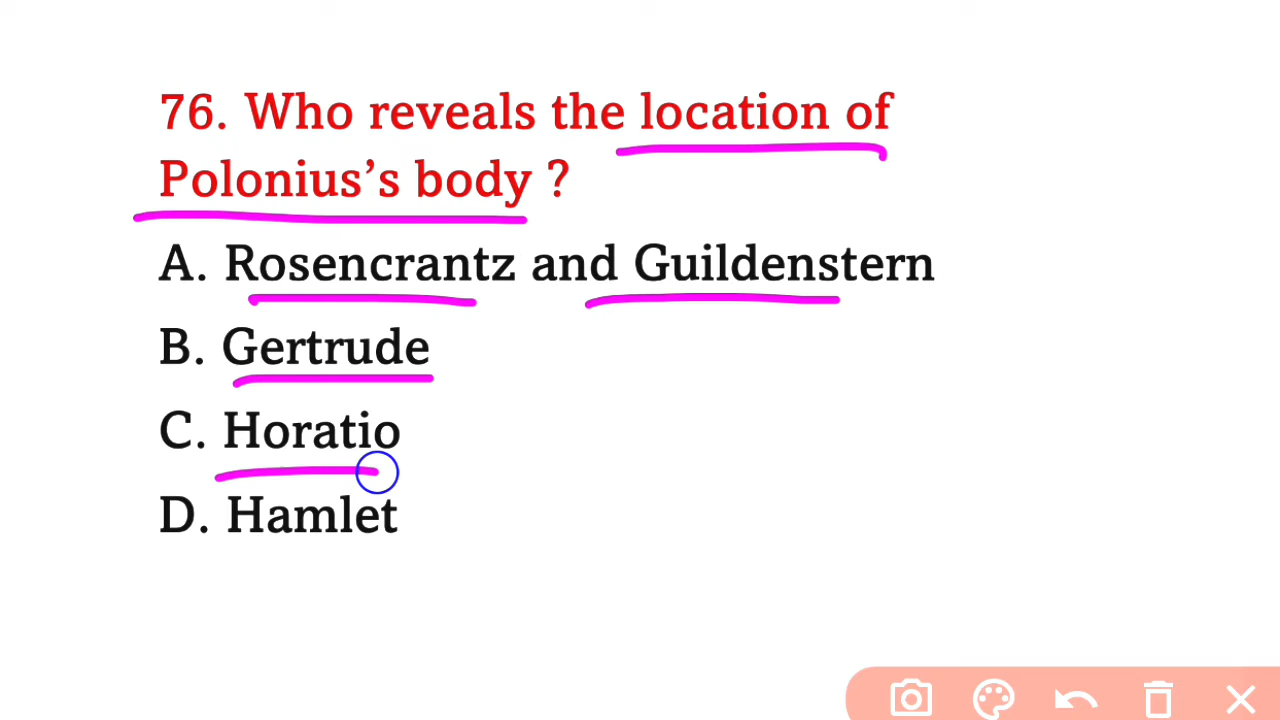 76. Who reveals the location of
Polonius’s body ?
A. Rosencrantz and Guildenstern
B. Gertrude
C. Horatio
D. Hamlet